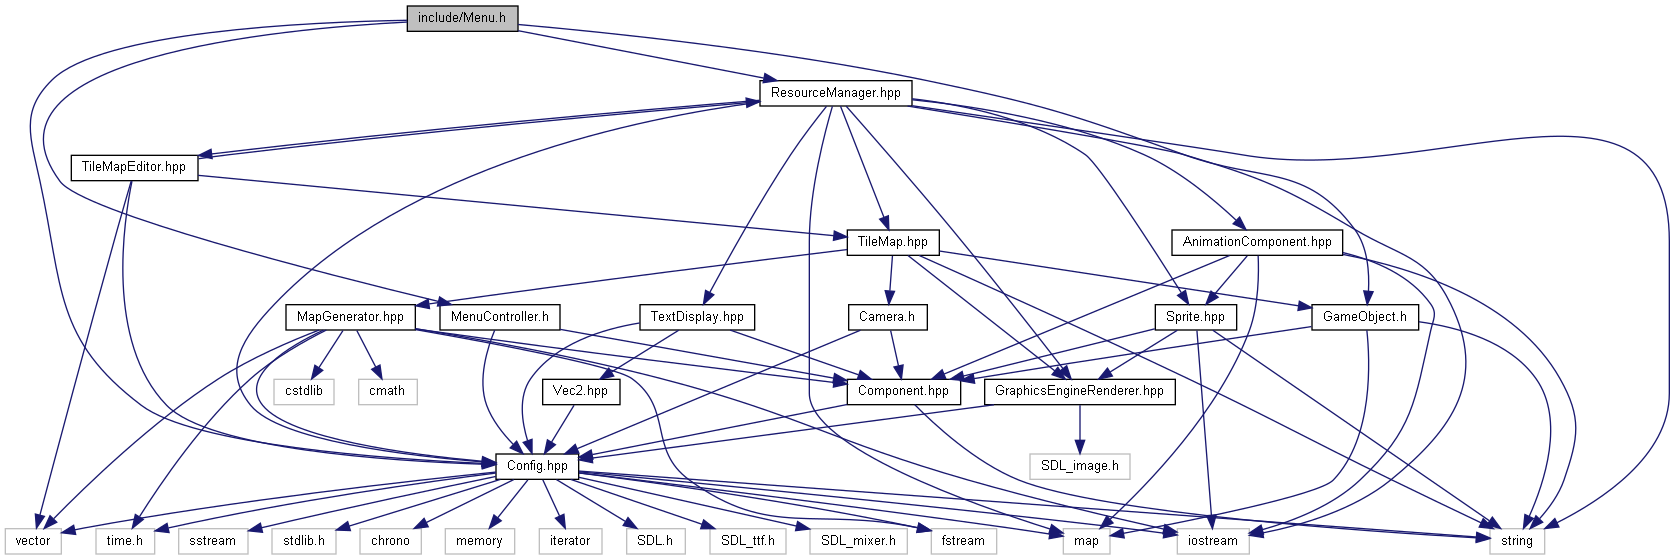 include/Menu.h
ResourceManager.hpp
TileMapEditor.hpp
TileMap.hpp
AnimationComponent.hpp
MapGenerator.hpp
MenuController.h
TextDisplay.hpp
Camera.h
Sprite.hpp
GameObject.h
cstdlib
cmath
Vec2.hpp
Component.hpp
GraphicsEngineRenderer.hpp
Config.hpp
SDL_image.h
vector
time.h
sstream
stdlib.h
chrono
memory
iterator
SDL.h
SDL_ttf.h
SDL_mixer.h
fstream
map
iostream
string